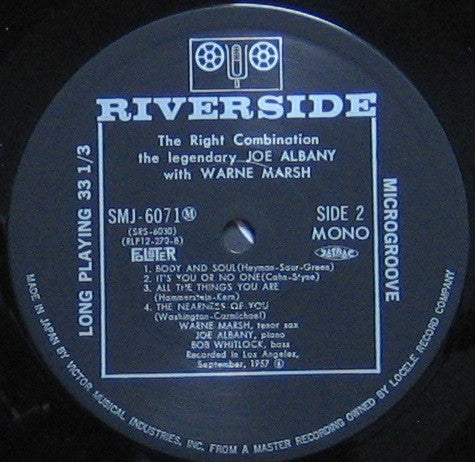 RIVERSIDE
The Right Combination
the legendary JOE ALBANY
with WARNE MARSH
SMJ-6071 Ⓜ
SIDE 2
(SRS-6030)
(RLP12-270-B)
MONO
1. BODY AND SOUL (Heyman-Sour-Green)
2. IT'S YOU OR NO ONE (Cahn-Styne)
3. ALL THE THINGS YOU ARE
(Hammerstein-Kern)
4. THE NEARNESS OF YOU
(Washington-Carmichael)
WARNE MARSH, tenor sax
JOE ALBANY, piano
BOB WHITLOCK, bass
Recorded in Los Angeles,
September, 1957 Ⓟ
LONG PLAYING 33 1/3
MICROGROOVE
MADE IN JAPAN BY VICTOR MUSICAL INDUSTRIES, INC. FROM A MASTER RECORDING OWNED BY LOCELE RECORD COMPANY